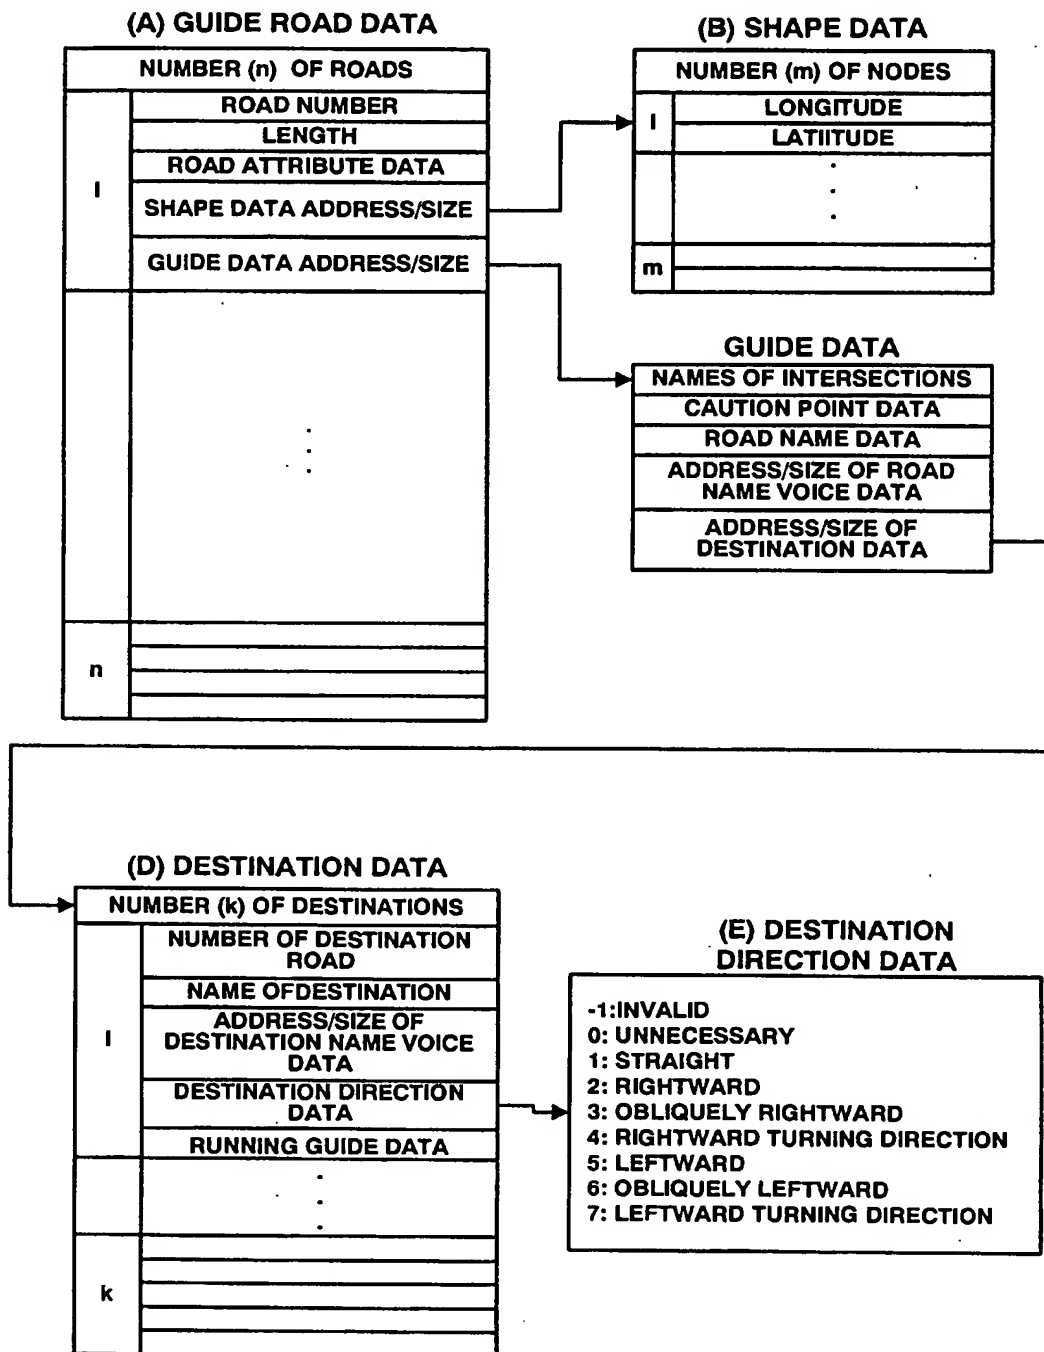 (A) GUIDE ROAD DATA
NUMBER (n) OF ROADS
I
ROAD NUMBER
LENGTH
ROAD ATTRIBUTE DATA
SHAPE DATA ADDRESS/SIZE
GUIDE DATA ADDRESS/SIZE
n
(B) SHAPE DATA
NUMBER (m) OF NODES
I
LONGITUDE
LATIITUDE
m
GUIDE DATA
NAMES OF INTERSECTIONS
CAUTION POINT DATA
ROAD NAME DATA
ADDRESS/SIZE OF ROAD
NAME VOICE DATA
ADDRESS/SIZE OF
DESTINATION DATA
(D) DESTINATION DATA
NUMBER (k) OF DESTINATIONS
I
NUMBER OF DESTINATION
ROAD
NAME OFDESTINATION
ADDRESS/SIZE OF
DESTINATION NAME VOICE
DATA
DESTINATION DIRECTION
DATA
RUNNING GUIDE DATA
k
(E) DESTINATION
DIRECTION DATA
-1:INVALID
0: UNNECESSARY
1: STRAIGHT
2: RIGHTWARD
3: OBLIQUELY RIGHTWARD
4: RIGHTWARD TURNING DIRECTION
5: LEFTWARD
6: OBLIQUELY LEFTWARD
7: LEFTWARD TURNING DIRECTION